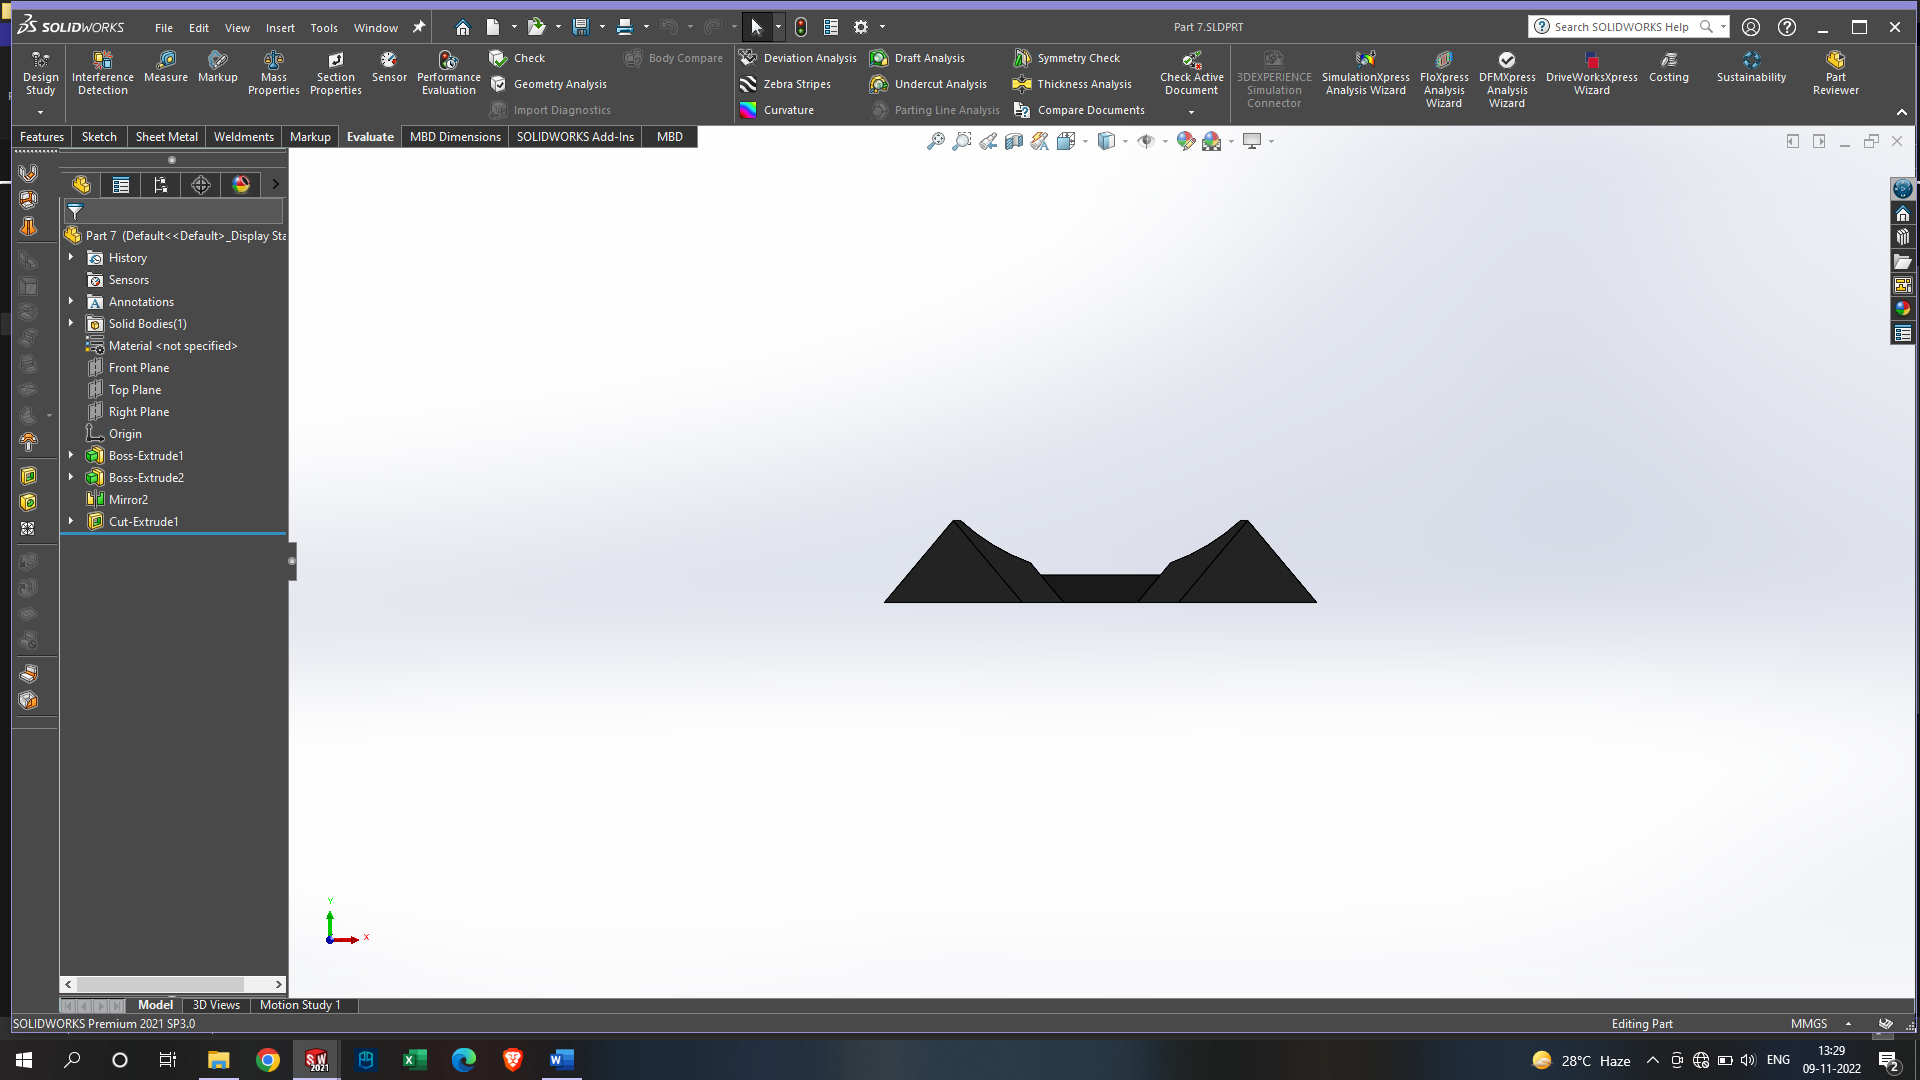 SOLIDWORKS File Edit View Insert Tools Window Part 7.SLDPRT Search SOLIDWORKS Help
Design Study
Interference Detection
Measure
Markup
Mass Properties
Section Properties
Sensor
Performance Evaluation
Check
Geometry Analysis
Import Diagnostics
Body Compare
Deviation Analysis
Zebra Stripes
Curvature
Draft Analysis
Undercut Analysis
Parting Line Analysis
Symmetry Check
Thickness Analysis
Compare Documents
Check Active Document
3DEXPERIENCE Simulation Connector
SimulationXpress Analysis Wizard
FloXpress Analysis Wizard
DFMXpress Analysis Wizard
DriveWorksXpress Wizard
Costing
Sustainability
Part Reviewer
Features Sketch Sheet Metal Weldments Markup Evaluate MBD Dimensions SOLIDWORKS Add-Ins MBD
Part 7 (Default<<Default>_Display Sta
History
Sensors
Annotations
Solid Bodies(1)
Material <not specified>
Front Plane
Top Plane
Right Plane
Origin
Boss-Extrude1
Boss-Extrude2
Mirror2
Cut-Extrude1
Y
X
Model 3D Views Motion Study 1
SOLIDWORKS Premium 2021 SP3.0 Editing Part MMGS
28°C Haze ENG 13:29
09-11-2022 2